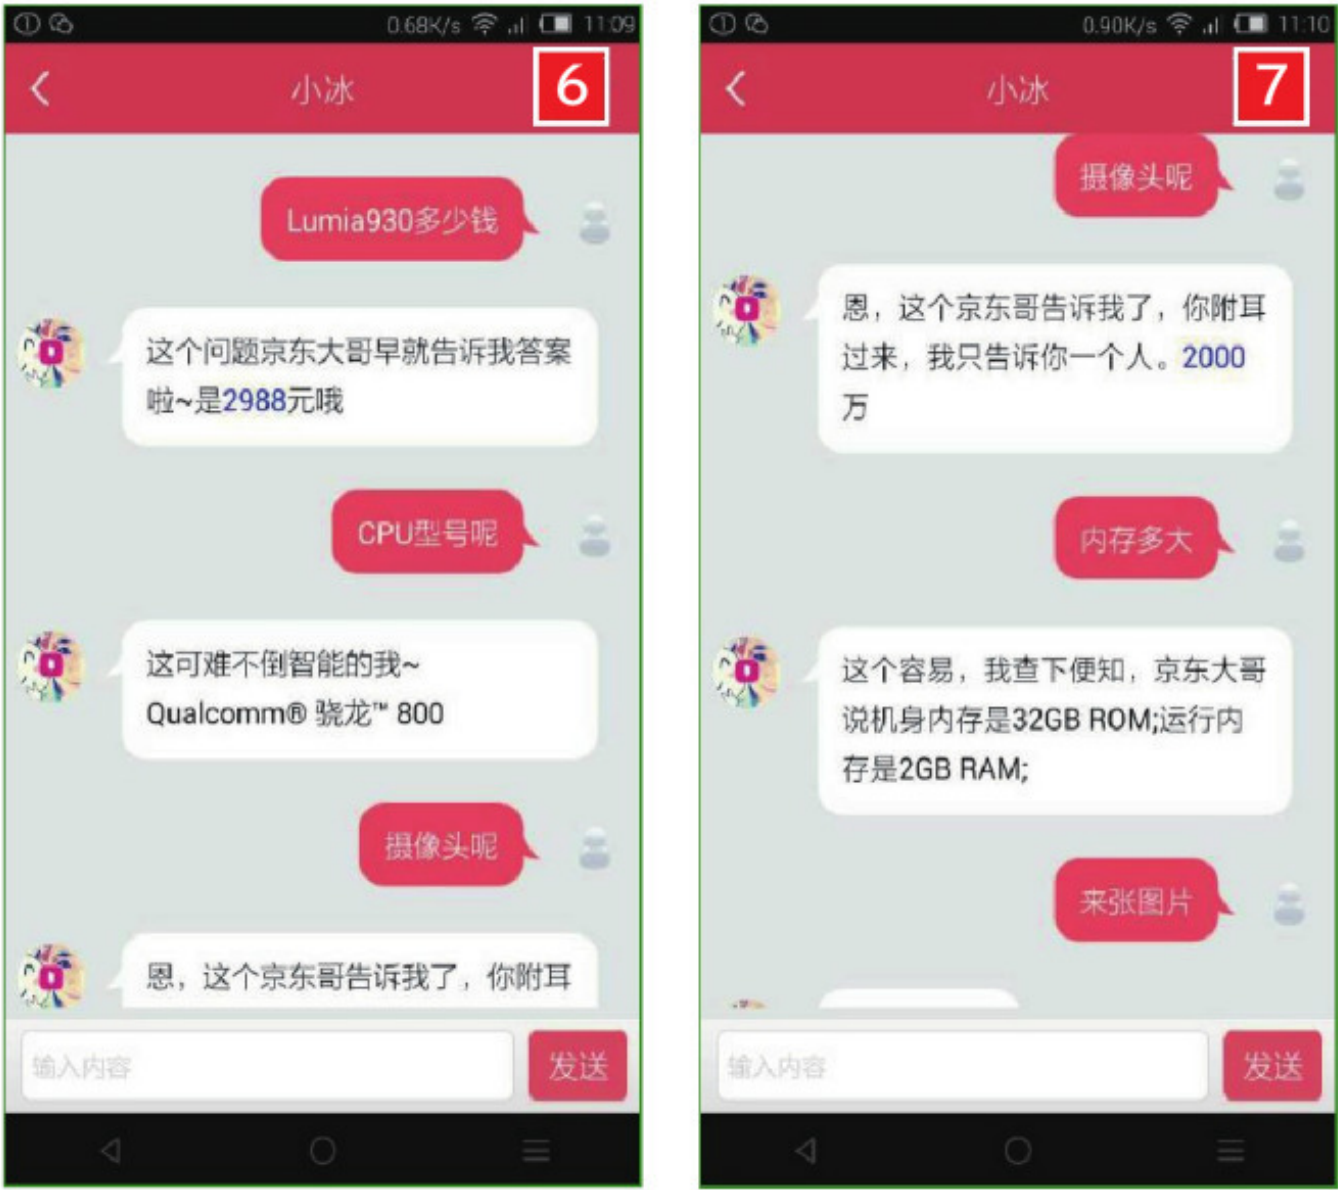 0.68K/s 11:09
小冰
6
Lumia930多少钱
这个问题京东大哥早就告诉我答案
啦~是2988元哦
CPU型号呢
这可难不倒智能的我~
Qualcomm® 骁龙™ 800
摄像头呢
恩，这个京东哥告诉我了，你附耳
输入内容
发送
0.90K/s 11:10
小冰
7
摄像头呢
恩，这个京东哥告诉我了，你附耳
过来，我只告诉你一个人。2000
万
内存多大
这个容易，我查下便知，京东大哥
说机身内存是32GB ROM;运行内
存是2GB RAM;
来张图片
输入内容
发送